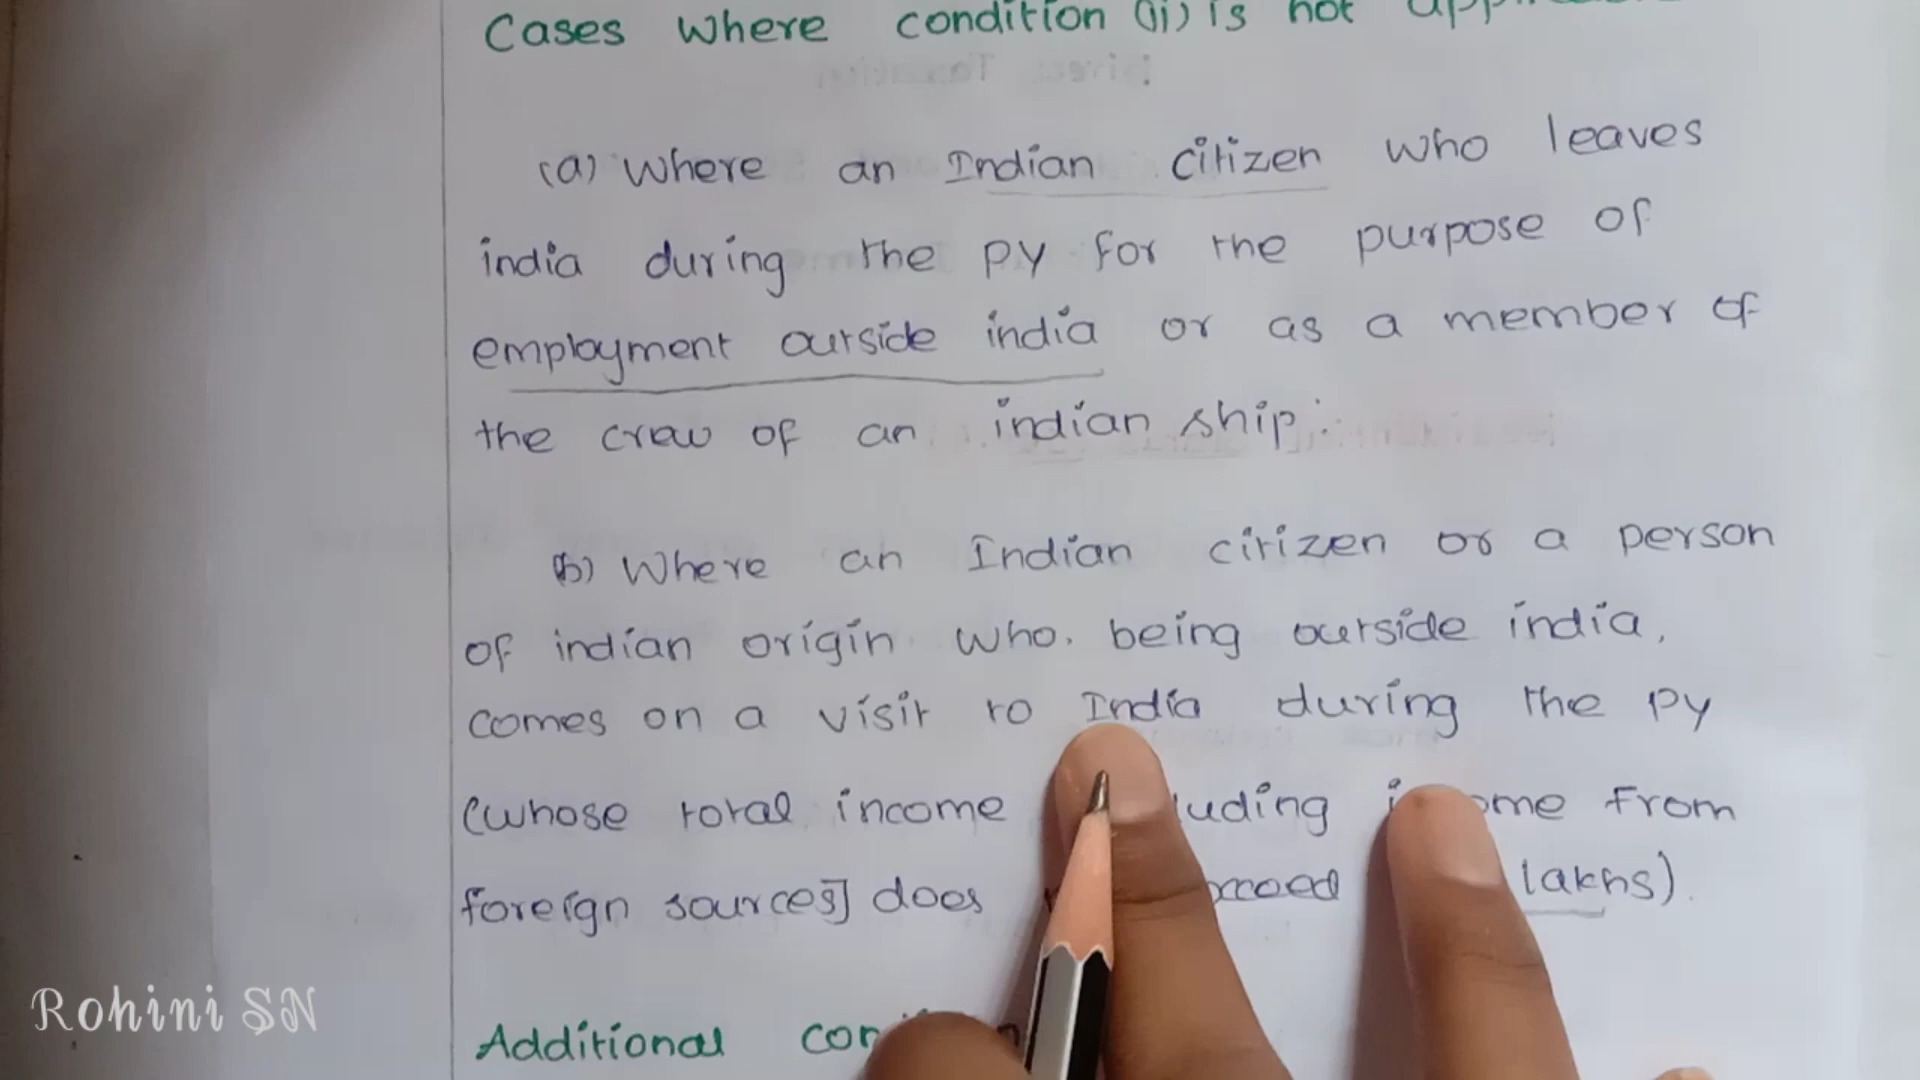 Cases Where condition (ii) is not
(a) Where an Indian citizen who leaves
india during the PY for the purpose of
employment outside india or as a member of
the crew of an indian ship.
(b) Where an Indian citizen or a person
of indian origin who. being outside india,
comes on a visit to India during the PY
(whose total income from
foreign sources] does lakhs).
Additional
Rohini SN